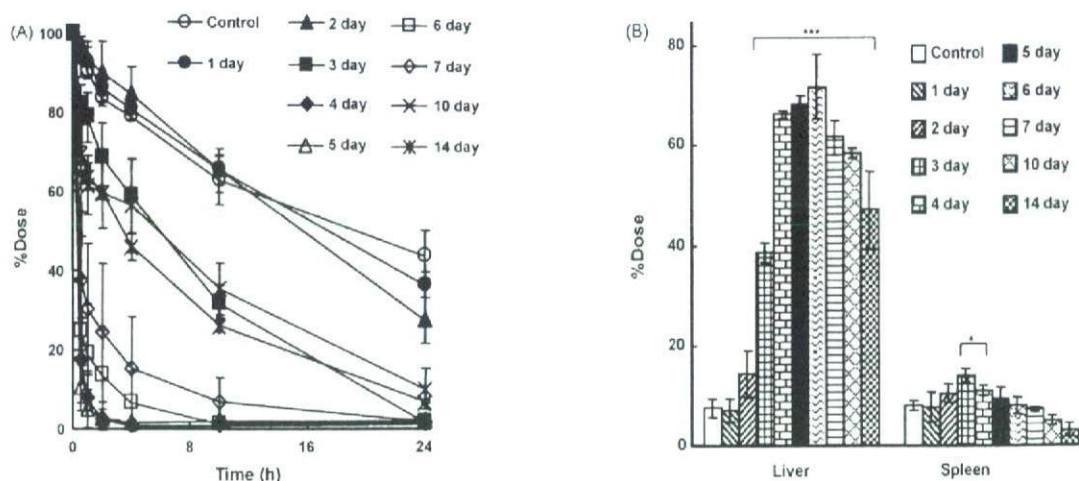 (A)
100
80
60
40
20
0
%Dose
0 8 16 24
Time (h)
Control
1 day
2 day
3 day
4 day
5 day
6 day
7 day
10 day
14 day
(B)
80
60
40
20
0
%Dose
***
*
Liver Spleen
Control
1 day
2 day
3 day
4 day
5 day
6 day
7 day
10 day
14 day